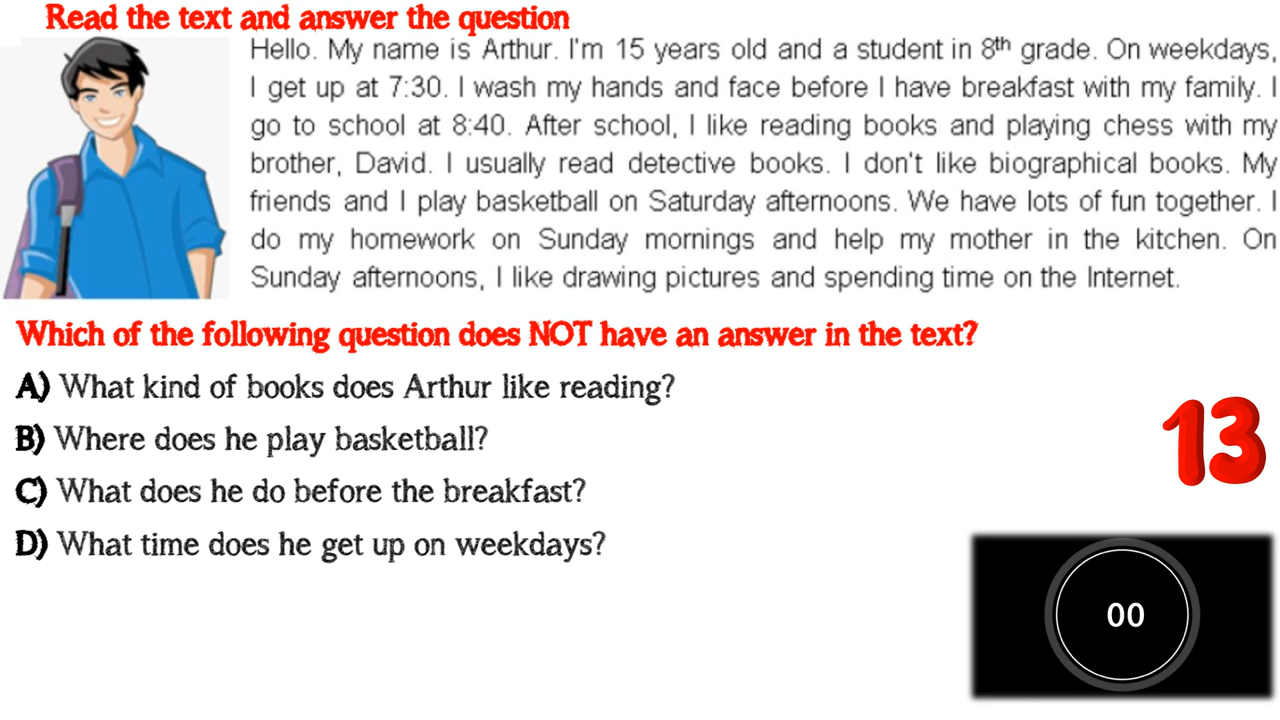 Read the text and answer the question
Hello. My name is Arthur. I'm 15 years old and a student in 8th grade. On weekdays,
I get up at 7:30. I wash my hands and face before I have breakfast with my family. I
go to school at 8:40. After school, I like reading books and playing chess with my
brother, David. I usually read detective books. I don't like biographical books. My
friends and I play basketball on Saturday afternoons. We have lots of fun together. I
do my homework on Sunday mornings and help my mother in the kitchen. On
Sunday afternoons, I like drawing pictures and spending time on the Internet.
Which of the following question does NOT have an answer in the text?
A) What kind of books does Arthur like reading?
B) Where does he play basketball?
C) What does he do before the breakfast?
D) What time does he get up on weekdays?
13
00